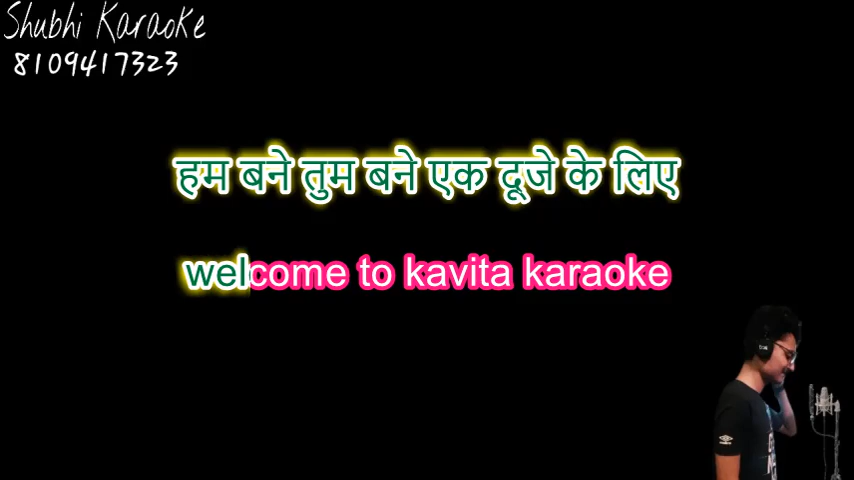 Shubhi Karaoke
8109417323
हम बने तुम बने एक दूजे के लिए
welcome to kavita karaoke